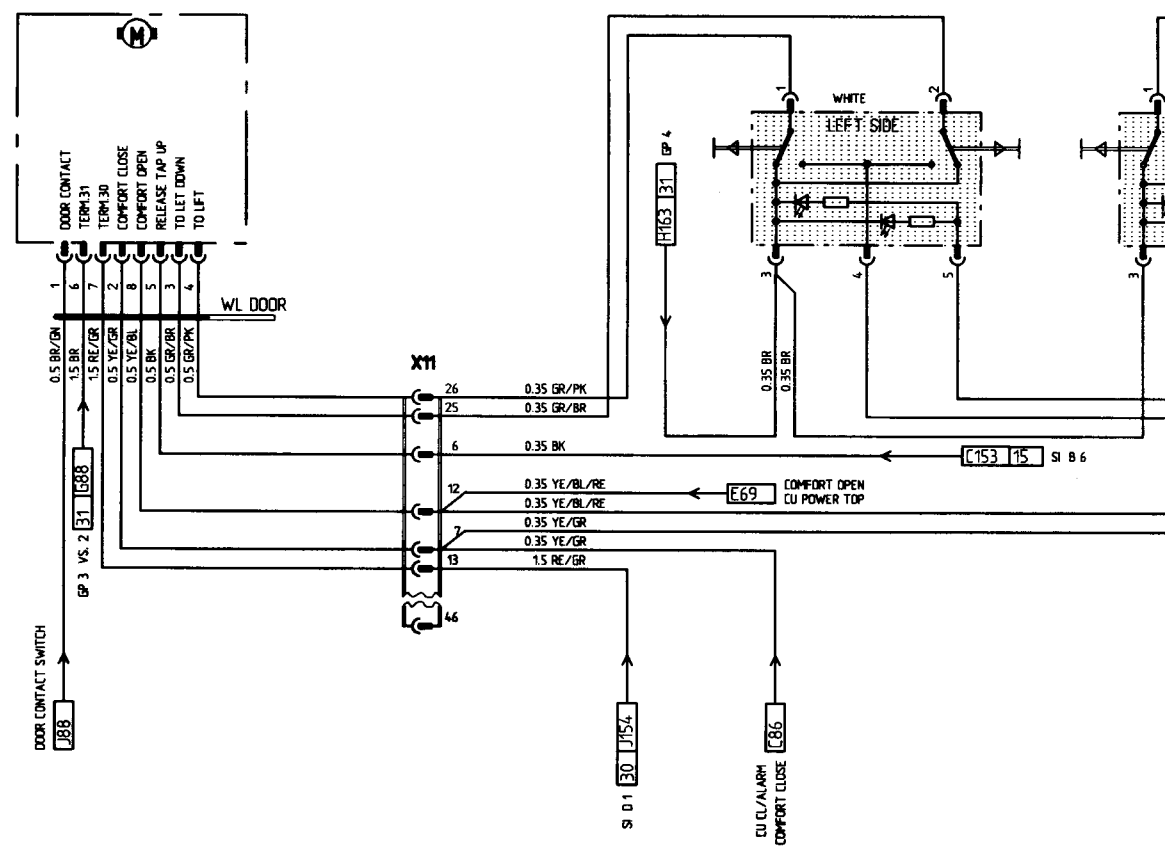 M
DOOR CONTACT
TERM.31
TERM.30
COMFORT CLOSE
COMFORT OPEN
RELEASE TAP UP
TO LET DOWN
TO LIFT
1
6
7
2
8
5
3
4
WL DOOR
0.5 BR/GN
1.5 BR
1.5 RE/GR
0.5 YE/GR
0.5 YE/BL
0.5 BK
0.5 GR/BR
0.5 GR/PK
GP 3 VS. 2 31 G88
DOOR CONTACT SWITCH
J88
X11
26
25
6
12
7
13
46
0.35 GR/PK
0.35 GR/BR
0.35 BK
0.35 YE/BL/RE
0.35 YE/BL/RE
0.35 YE/GR
0.35 YE/GR
1.5 RE/GR
SI D 1 30 J154
CU CL/ALARM
COMFORT CLOSE
C86
E69
COMFORT OPEN
CU POWER TOP
C153 15 SI B 6
GP 4
H163 31
1
WHITE
2
LEFT SIDE
3
4
5
0.35 BR
0.35 BR
1
3